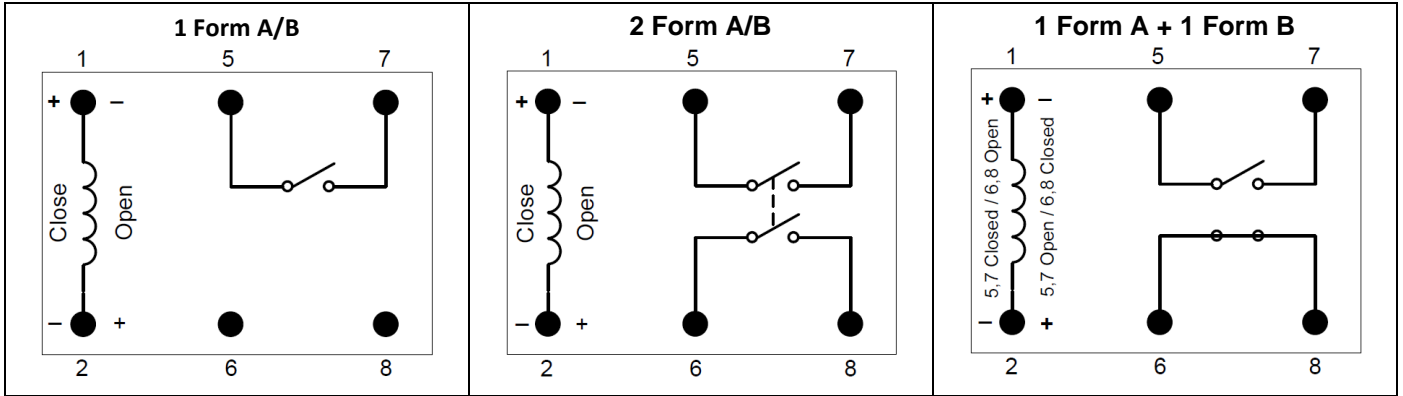 1 Form A/B
1 5 7
+ –
Close
Open
– +
2 6 8
2 Form A/B
1 5 7
+ –
Close
Open
– +
2 6 8
1 Form A + 1 Form B
1 5 7
+ –
5,7 Closed / 6,8 Open
5,7 Open / 6,8 Closed
– +
2 6 8